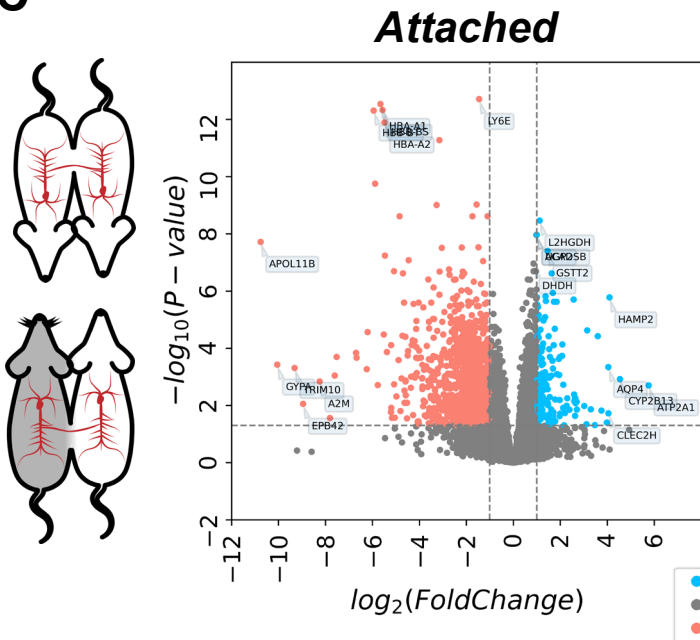 Attached
−log10(P − value)
12
10
8
6
4
2
0
−2
LY6E
HBA-A1
HBA-A2
APOL11B
L2HGDH
GSTT2
DHDH
HAMP2
GYPA
TRIM10
A2M
EPB42
AQP4
CYP2B13
ATP2A1
CLEC2H
−12
−10
−8
−6
−4
−2
0
2
4
6
log2(FoldChange)